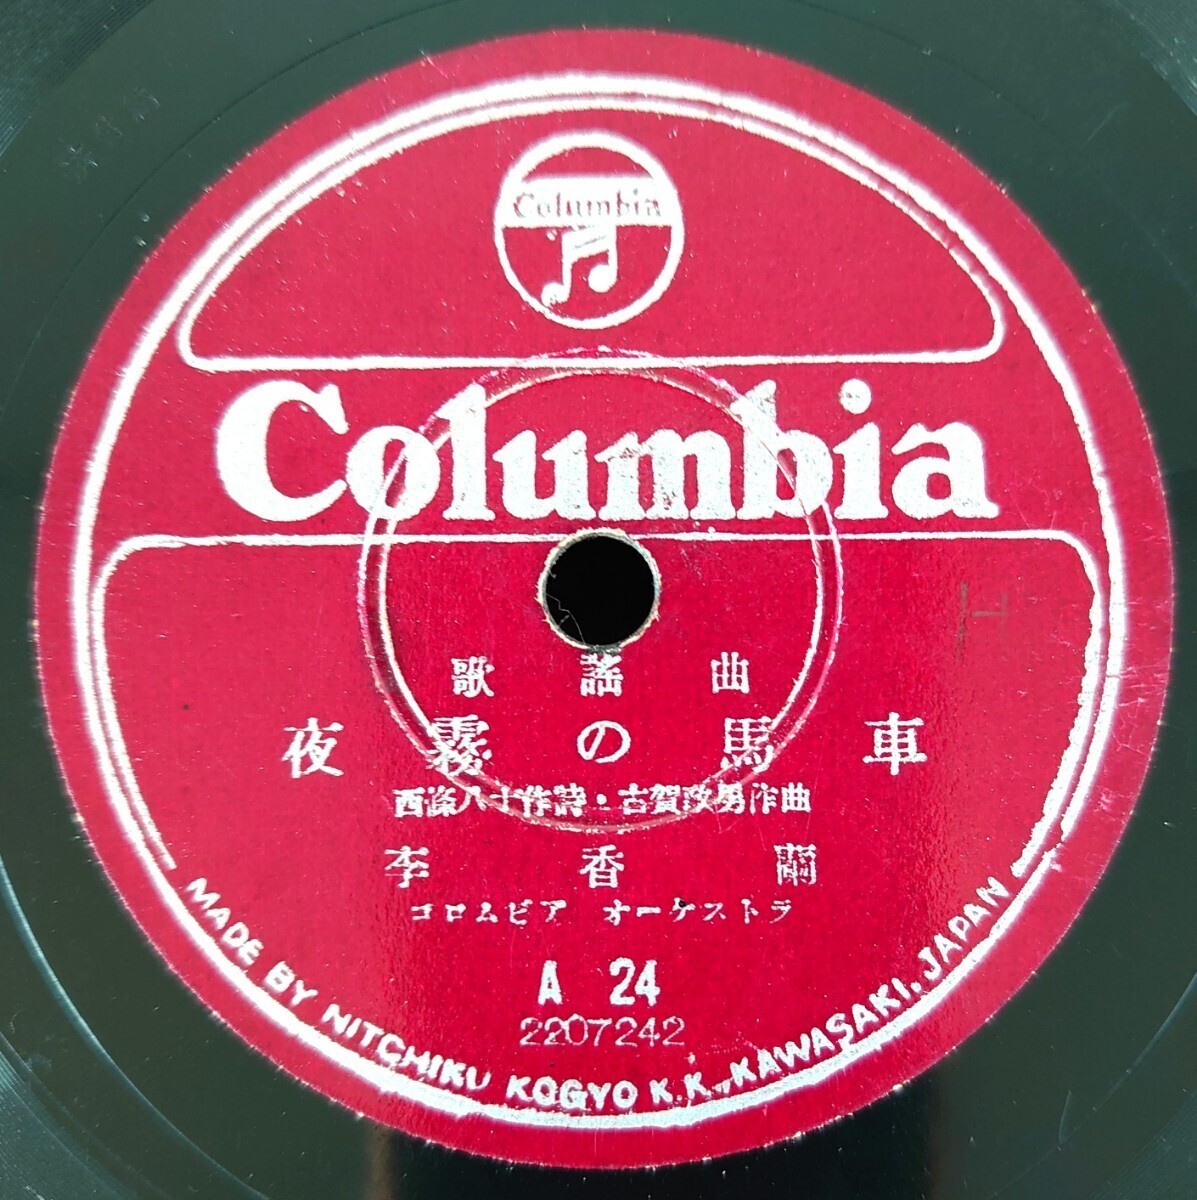 Columbia
Columbia
歌謡曲
夜霧の馬車
西條八十作詩・古賀政男作曲
李香蘭
コロムビア オーケストラ
A 24
2207242
MADE BY NITCHIKU KOGYO K.K., KAWASAKI, JAPAN